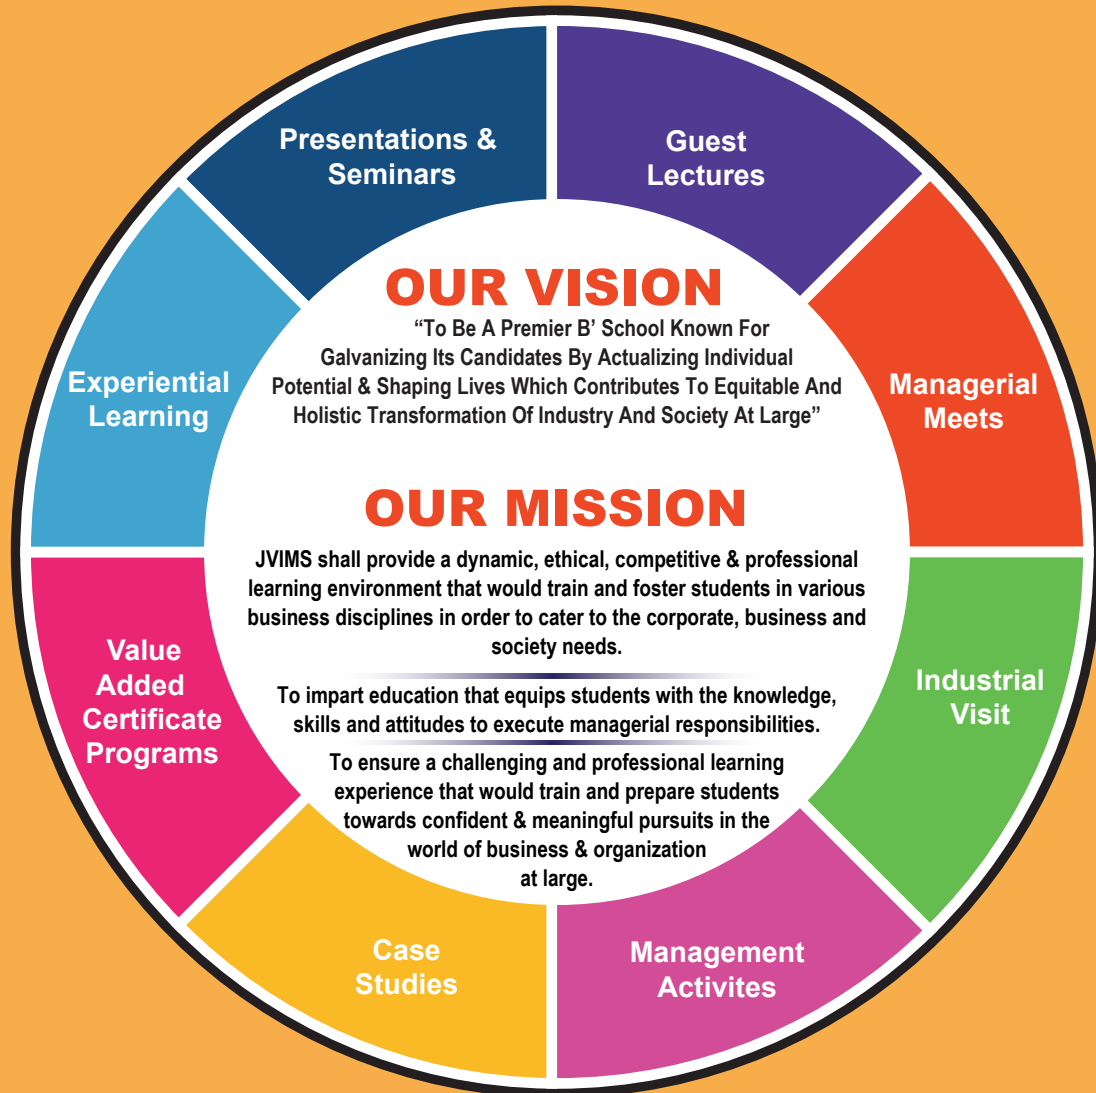 Presentations &
Seminars
Guest
Lectures
Managerial
Meets
Industrial
Visit
Management
Activites
Case
Studies
Value
Added
Certificate
Programs
Experiential
Learning
OUR VISION
“To Be A Premier B’ School Known For
Galvanizing Its Candidates By Actualizing Individual
Potential & Shaping Lives Which Contributes To Equitable And
Holistic Transformation Of Industry And Society At Large”
OUR MISSION
JVIMS shall provide a dynamic, ethical, competitive & professional
learning environment that would train and foster students in various
business disciplines in order to cater to the corporate, business and
society needs.
To impart education that equips students with the knowledge,
skills and attitudes to execute managerial responsibilities.
To ensure a challenging and professional learning
experience that would train and prepare students
towards confident & meaningful pursuits in the
world of business & organization
at large.